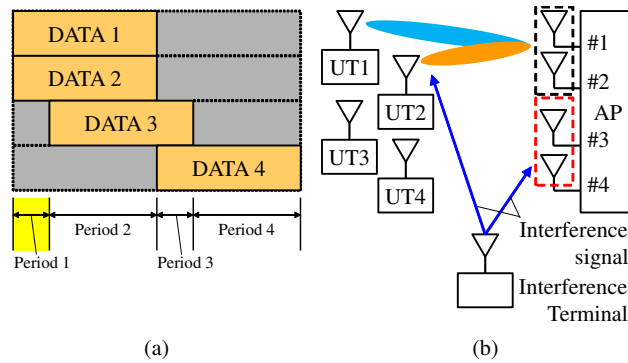 DATA 1
DATA 2
DATA 3
DATA 4
Period 2
Period 4
Period 1
Period 3
(a)
UT1
UT2
UT3
UT4
#1
#2
AP
#3
#4
Interference
signal
Interference
Terminal
(b)